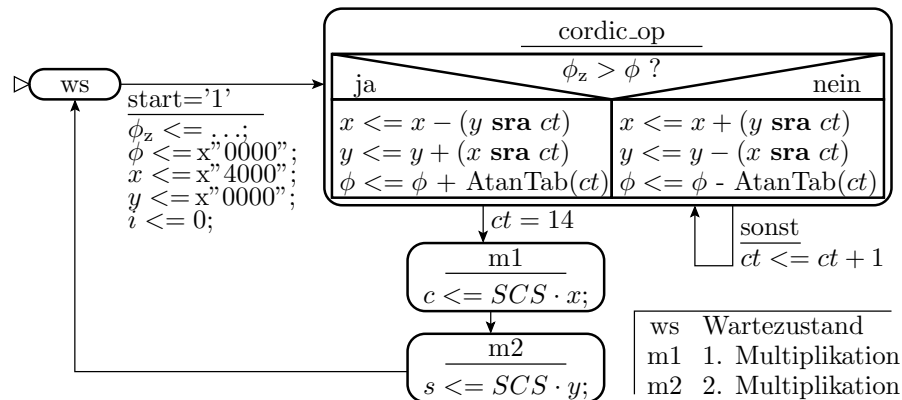 cordic_op
ϕz > ϕ ?
ja
nein
x <= x − (y sra ct)
y <= y + (x sra ct)
ϕ <= ϕ + AtanTab(ct)
x <= x + (y sra ct)
y <= y − (x sra ct)
ϕ <= ϕ - AtanTab(ct)
ws
start='1'
ϕz <= ...;
ϕ <= x"0000";
x <= x"4000";
y <= x"0000";
i <= 0;
ct = 14
sonst
ct <= ct + 1
m1
c <= SCS · x;
m2
s <= SCS · y;
ws Wartezustand
m1 1. Multiplikation
m2 2. Multiplikation